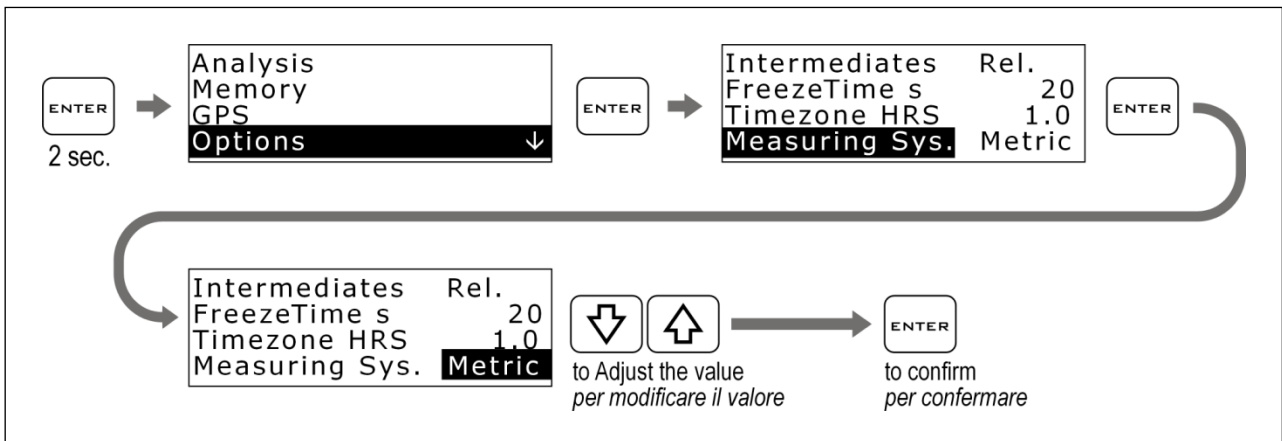 ENTER
2 sec.
Analysis
Memory
GPS
Options ↓
ENTER
Intermediates Rel.
FreezeTime s 20
Timezone HRS 1.0
Measuring Sys. Metric
ENTER
Intermediates Rel.
FreezeTime s 20
Timezone HRS 1.0
Measuring Sys. Metric
to Adjust the value
per modificare il valore
ENTER
to confirm
per confermare